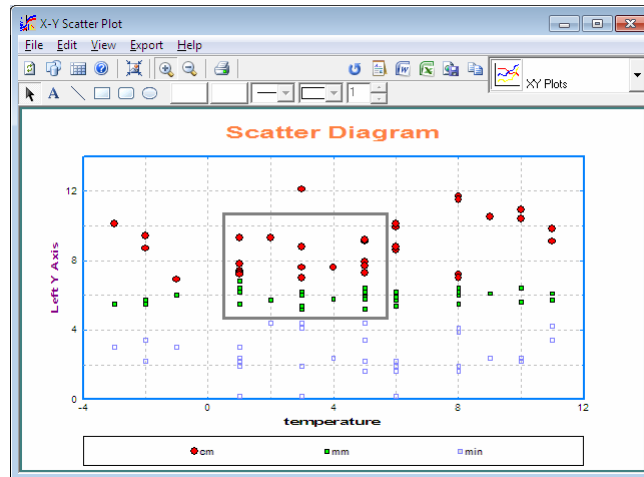 X-Y Scatter Plot
File Edit View Export Help
XY Plots
A
1
Scatter Diagram
Left Y Axis
12
8
4
0
-4 0 4 8 12
temperature
cm mm min